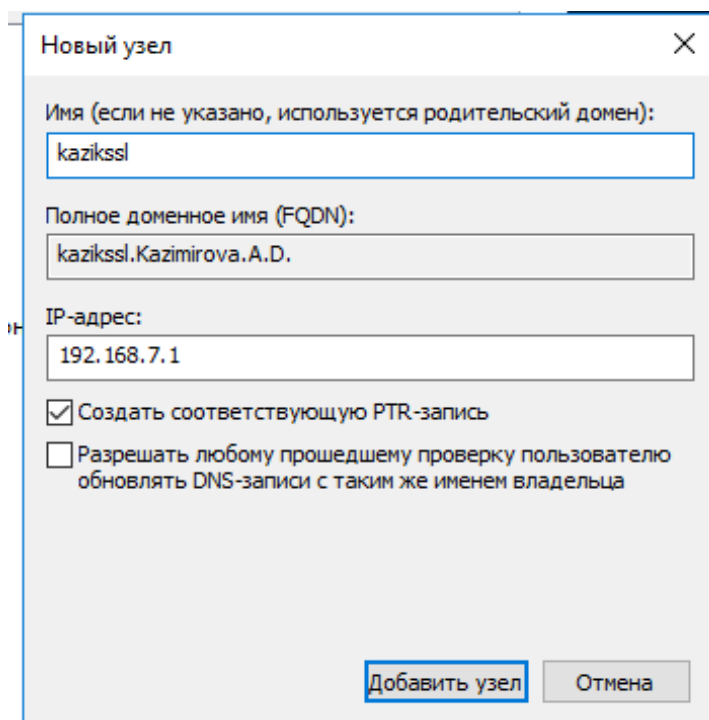 Новый узел
Имя (если не указано, используется родительский домен):
kazikssl
Полное доменное имя (FQDN):
kazikssl.Kazimirova.A.D.
IP-адрес:
192.168.7.1
Создать соответствующую PTR-запись
Разрешать любому прошедшему проверку пользователю
обновлять DNS-записи с таким же именем владельца
Добавить узел
Отмена